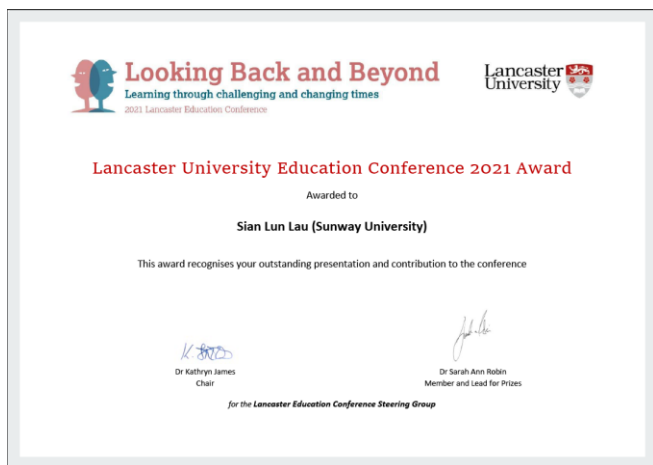 Looking Back and Beyond
Learning through challenging and changing times
2021 Lancaster Education Conference
Lancaster
University
Lancaster University Education Conference 2021 Award
Awarded to
Sian Lun Lau (Sunway University)
This award recognises your outstanding presentation and contribution to the conference
Dr Kathryn James
Chair
Dr Sarah Ann Robin
Member and Lead for Prizes
for the Lancaster Education Conference Steering Group